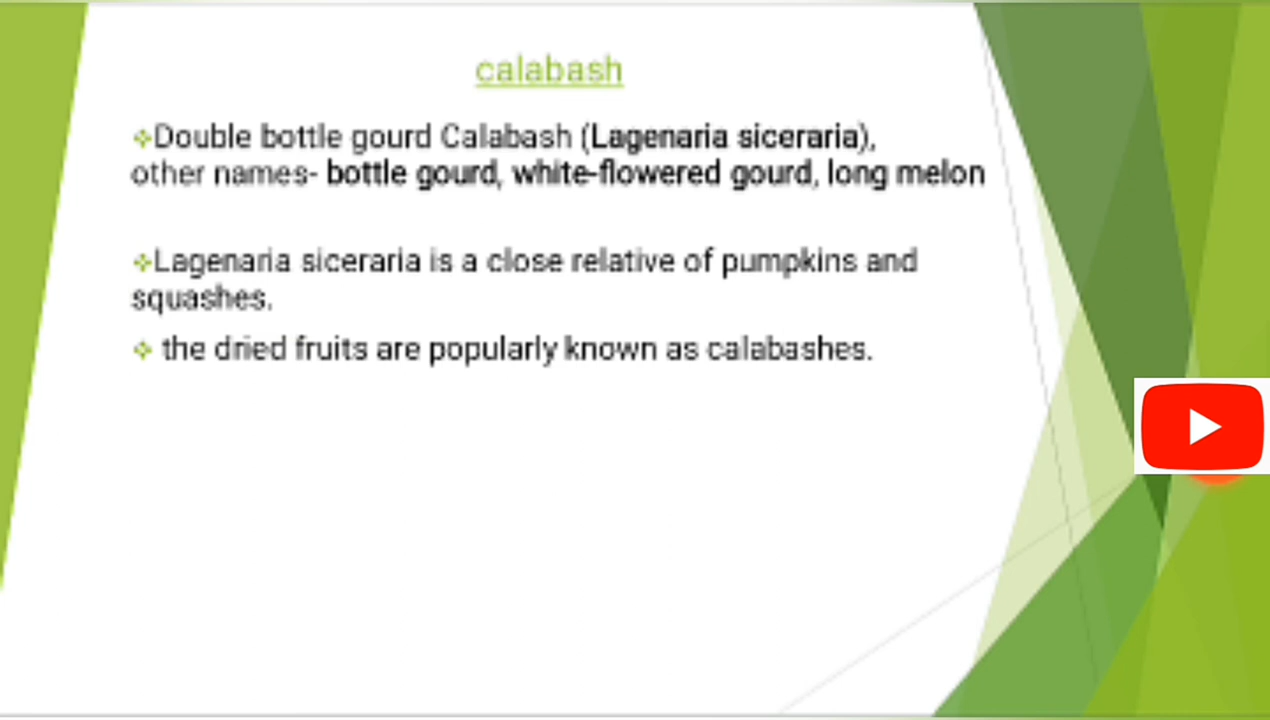 calabash
❖Double bottle gourd Calabash (Lagenaria siceraria),
other names- bottle gourd, white-flowered gourd, long melon
❖Lagenaria siceraria is a close relative of pumpkins and
squashes.
❖ the dried fruits are popularly known as calabashes.